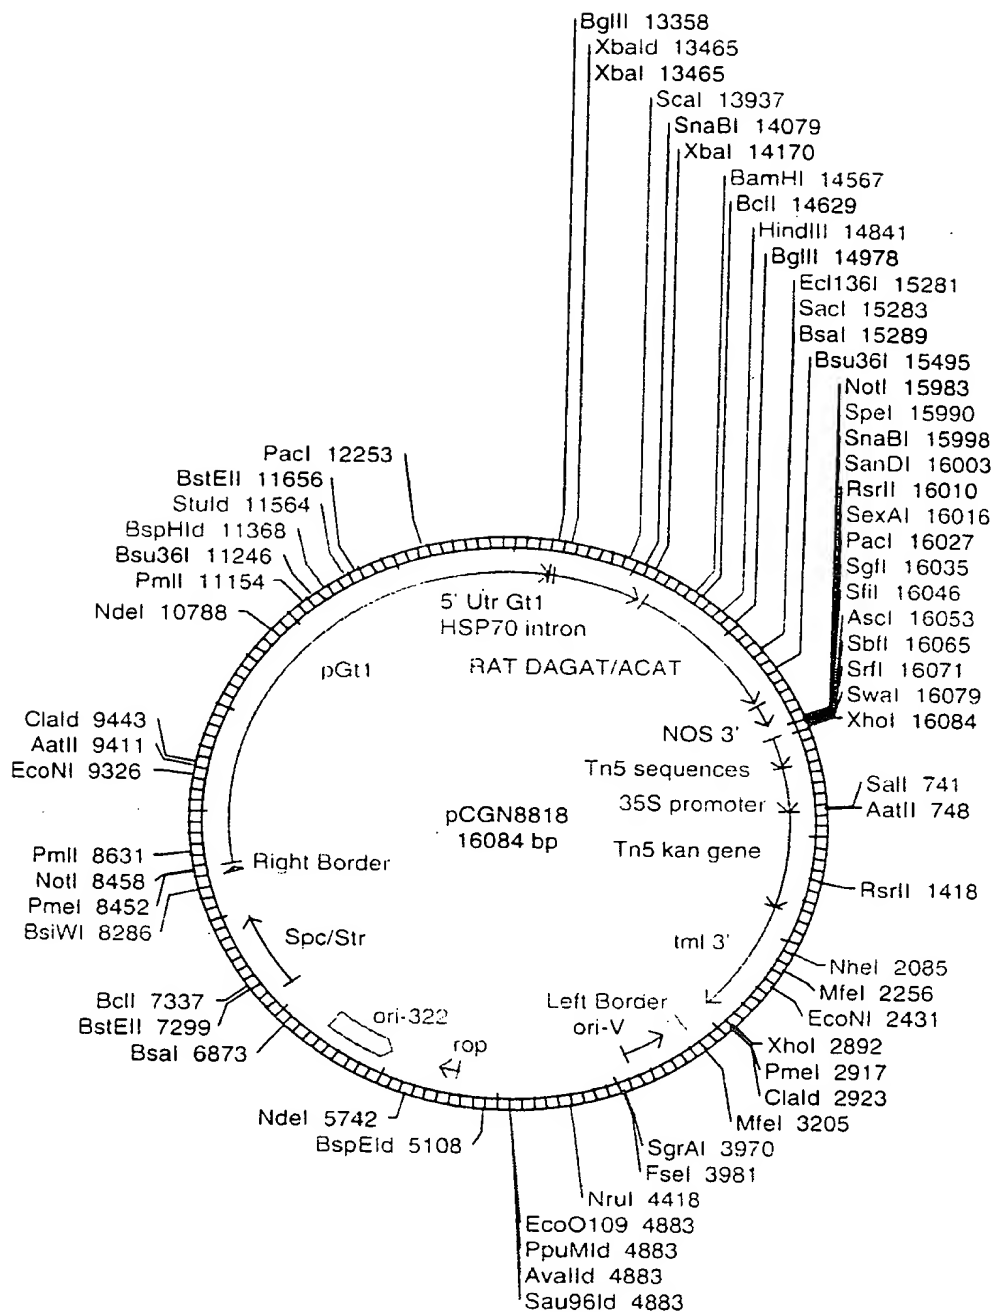 BglII 13358
XbaId 13465
XbaI 13465
ScaI 13937
SnaBI 14079
XbaI 14170
BamHI 14567
BclI 14629
HindIII 14841
BglII 14978
Ecl136I 15281
SacI 15283
BsaI 15289
Bsu36I 15495
NotI 15983
SpeI 15990
SnaBI 15998
SanDI 16003
RsrII 16010
SexAI 16016
PacI 16027
SgfI 16035
SfiI 16046
AscI 16053
SbfI 16065
SrfI 16071
SwaI 16079
XhoI 16084
PacI 12253
BstEII 11656
StuId 11564
BspHId 11368
Bsu36I 11246
PmlI 11154
NdeI 10788
ClaId 9443
AatII 9411
EcoNI 9326
PmlI 8631
NotI 8458
PmeI 8452
BsiWI 8286
BclI 7337
BstEII 7299
BsaI 6873
NdeI 5742
BspEId 5108
5' Utr Gt1
HSP70 intron
pGt1
RAT DAGAT/ACAT
NOS 3'
Tn5 sequences
35S promoter
pCGN8818
16084 bp
Tn5 kan gene
Right Border
Spc/Str
tml 3'
Left Border
ori-V
ori-322
rop
SalI 741
AatII 748
RsrII 1418
NheI 2085
MfeI 2256
EcoNI 2431
XhoI 2892
PmeI 2917
ClaId 2923
MfeI 3205
SgrAI 3970
FseI 3981
NruI 4418
EcoO109 4883
PpuMId 4883
AvaIId 4883
Sau96Id 4883